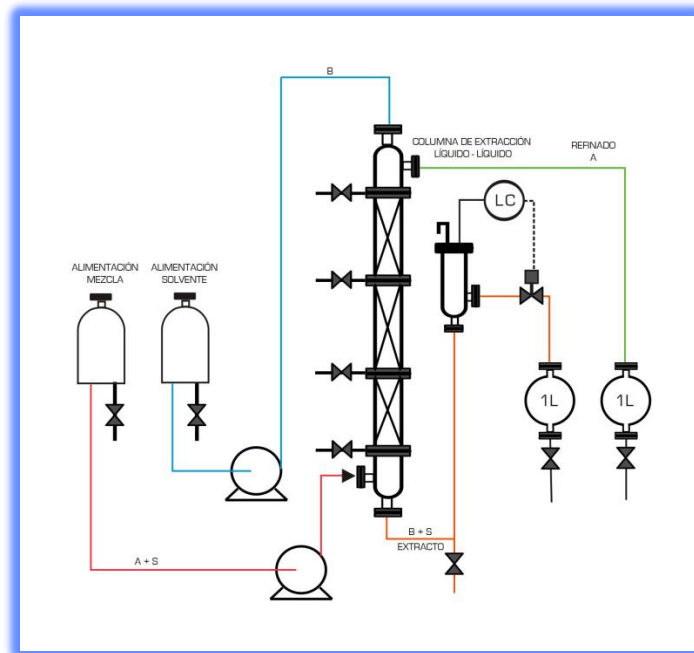 B
COLUMNA DE EXTRACCIÓN
LÍQUIDO - LÍQUIDO
REFINADO
A
LC
ALIMENTACIÓN
MEZCLA
ALIMENTACIÓN
SOLVENTE
1L
1L
B + S
EXTRACTO
A + S